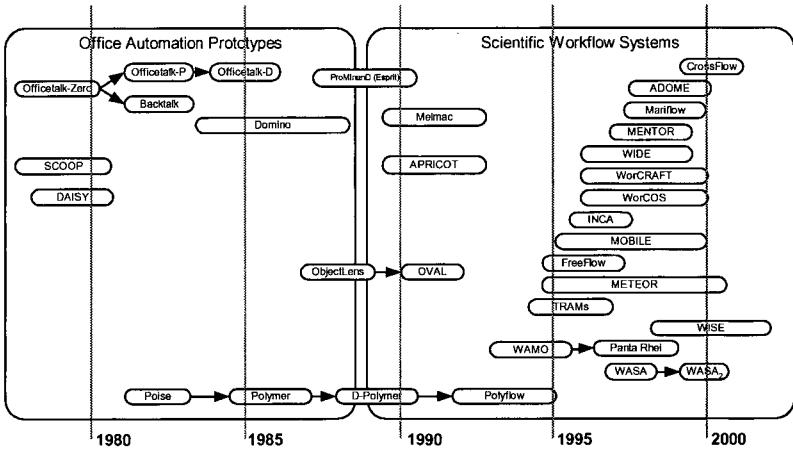 Office Automation Prototypes
Scientific Workflow Systems
CrossFlow
Officetalk-P
Officetalk-D
ProMInanD (Esprit)
Officetalk-Zero
ADOME
Backtalk
Mariflow
Melmac
Domino
MENTOR
WIDE
SCOOP
APRICOT
WorCRAFT
DAISY
WorCOS
INCA
MOBILE
FreeFlow
ObjectLens
OVAL
METEOR
TRAMs
WISE
WAMO
Panta Rhei
WASA
WASA2
Poise
Polymer
D-Polymer
Polyflow
1980
1985
1990
1995
2000